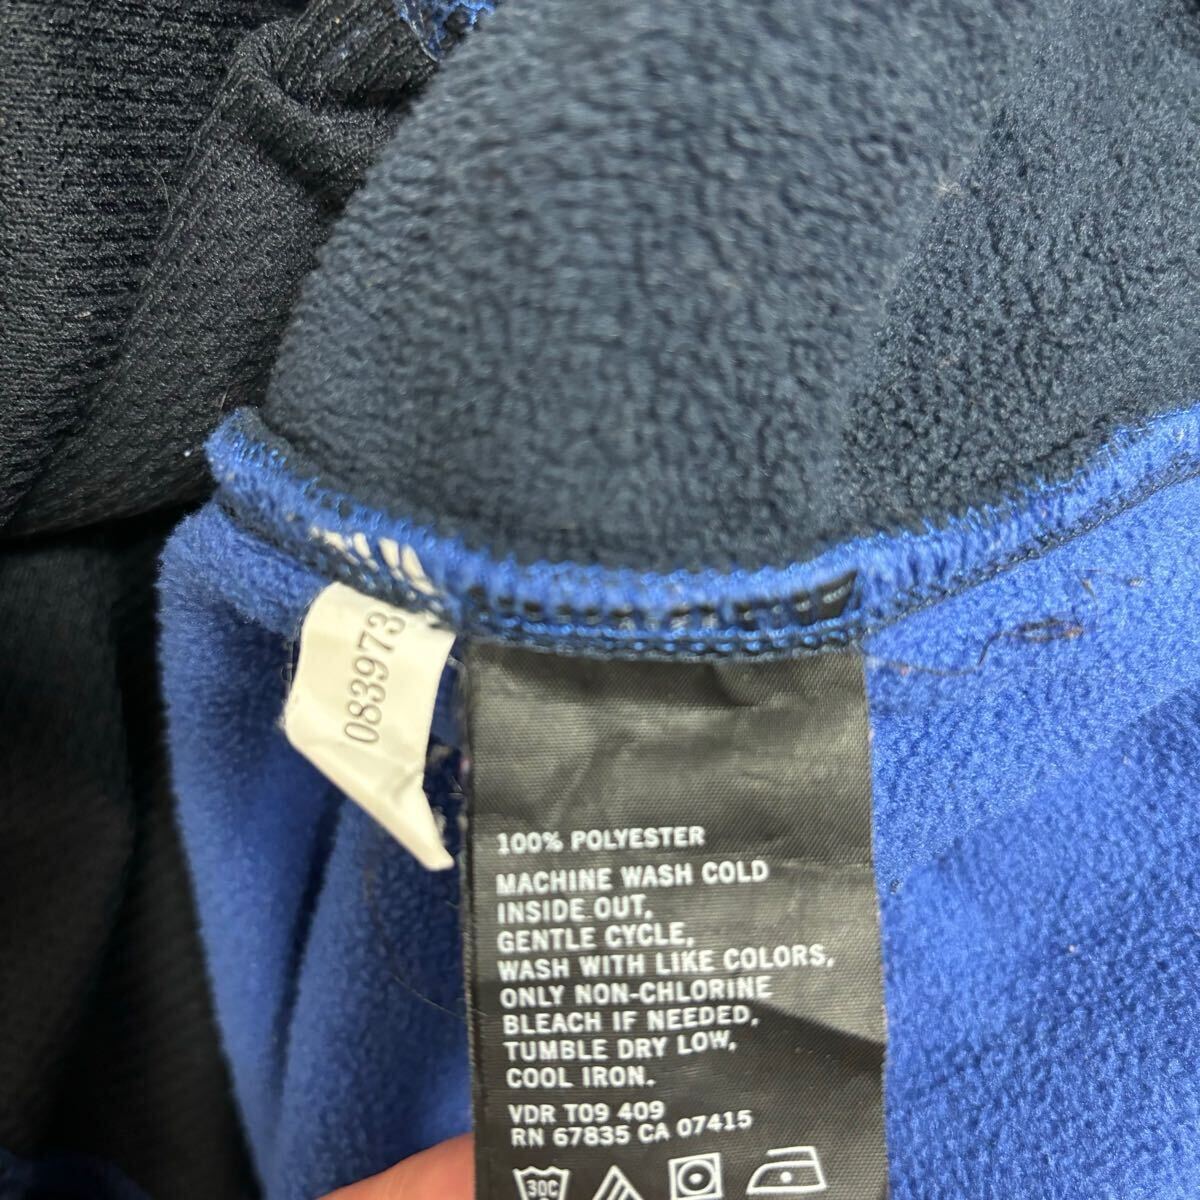 083973
100% POLYESTER
MACHINE WASH COLD
INSIDE OUT,
GENTLE CYCLE,
WASH WITH LIKE COLORS,
ONLY NON-CHLORINE
BLEACH IF NEEDED,
TUMBLE DRY LOW,
COOL IRON.
VDR T09 409
RN 67835 CA 07415
30C